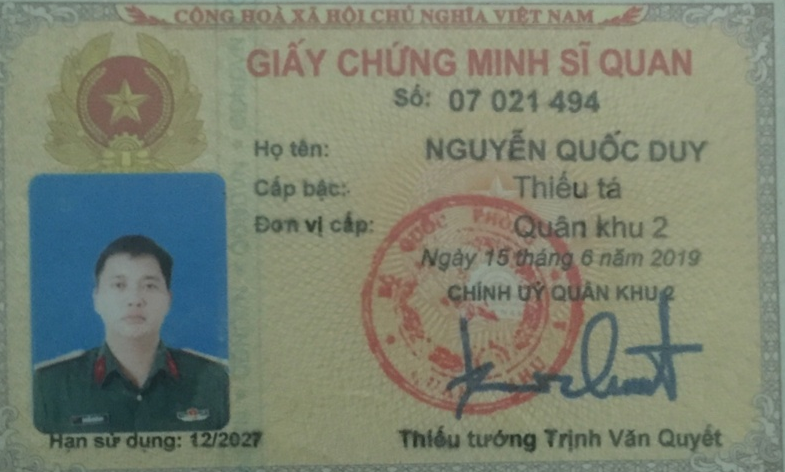 CỘNG HOÀ XÃ HỘI CHỦ NGHĨA VIỆT NAM
GIẤY CHỨNG MINH SĨ QUAN
Số: 07 021 494
Họ tên: NGUYỄN QUỐC DUY
Cấp bậc: Thiếu tá
Đơn vị cấp: Quân khu 2
Ngày 15 tháng 6 năm 2019
CHÍNH UỶ QUÂN KHU 2
Hạn sử dụng: 12/2027
Thiếu tướng Trịnh Văn Quyết